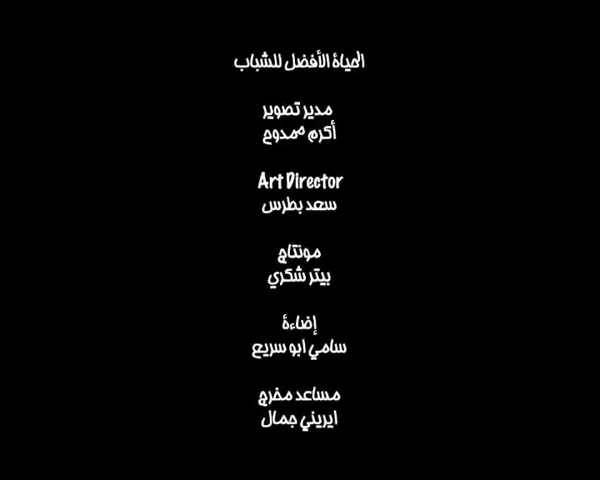 الحياة الأفضل للشباب
مدير تصوير
أكرم ممدوح
Art Director
سعد بطرس
مونتاج
بيتر شكري
إضاءة
سامي ابو سريع
مساعد مخرج
ايريني جمال